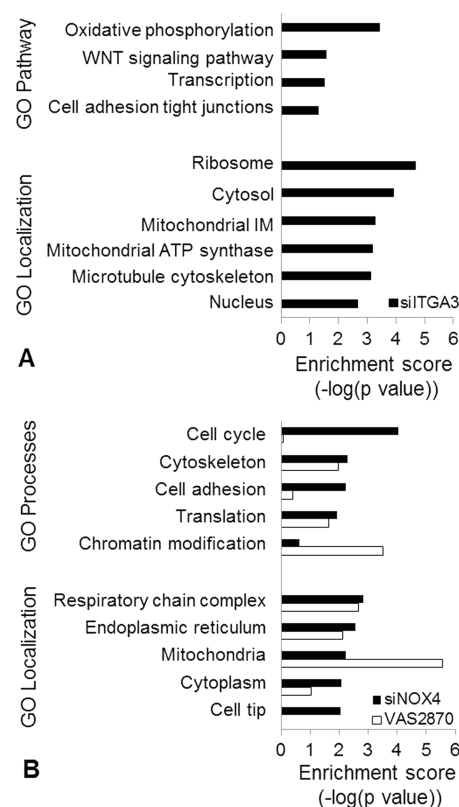 GO Pathway
Oxidative phosphorylation
WNT signaling pathway
Transcription
Cell adhesion tight junctions
GO Localization
Ribosome
Cytosol
Mitochondrial IM
Mitochondrial ATP synthase
Microtubule cytoskeleton
Nucleus
siITGA3
0 1 2 3 4 5 6
A
Enrichment score
(-log(p value))
GO Processes
Cell cycle
Cytoskeleton
Cell adhesion
Translation
Chromatin modification
GO Localization
Respiratory chain complex
Endoplasmic reticulum
Mitochondria
Cytoplasm
Cell tip
siNOX4
VAS2870
0 1 2 3 4 5 6
B
Enrichment score
(-log(p value))